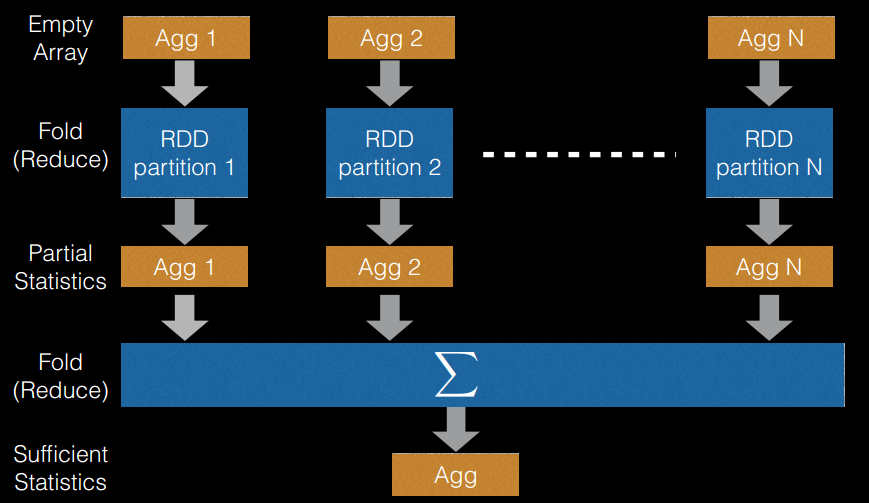 Empty
Array
Agg 1
Agg 2
Agg N
Fold
(Reduce)
RDD
partition 1
RDD
partition 2
RDD
partition N
Partial
Statistics
Agg 1
Agg 2
Agg N
Fold
(Reduce)
∑
Sufficient
Statistics
Agg